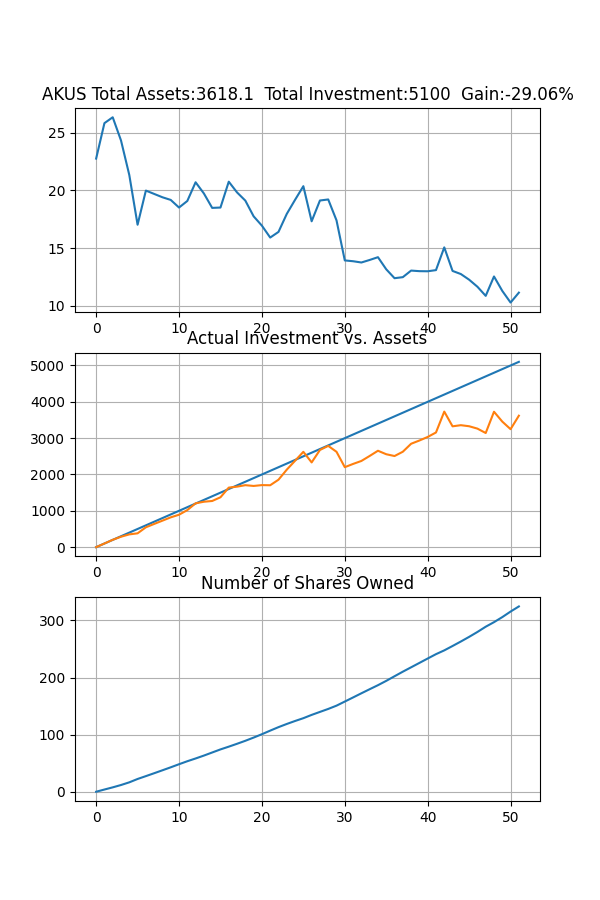 AKUS Total Assets:3618.1  Total Investment:5100  Gain:-29.06%
25
20
15
10
0 10 20 30 40 50
Actual Investment vs. Assets
5000
4000
3000
2000
1000
0
0 10 20 30 40 50
Number of Shares Owned
300
200
100
0
0 10 20 30 40 50